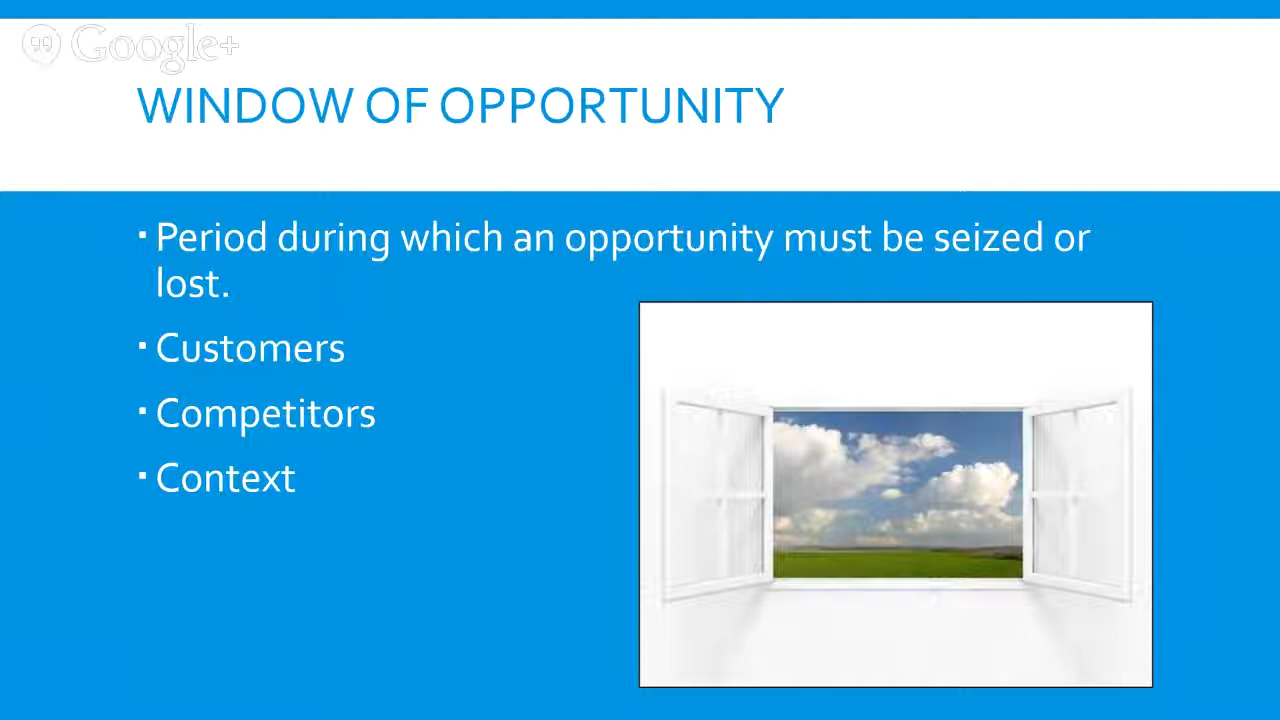 Google+
WINDOW OF OPPORTUNITY
▪ Period during which an opportunity must be seized or
lost.
▪ Customers
▪ Competitors
▪ Context